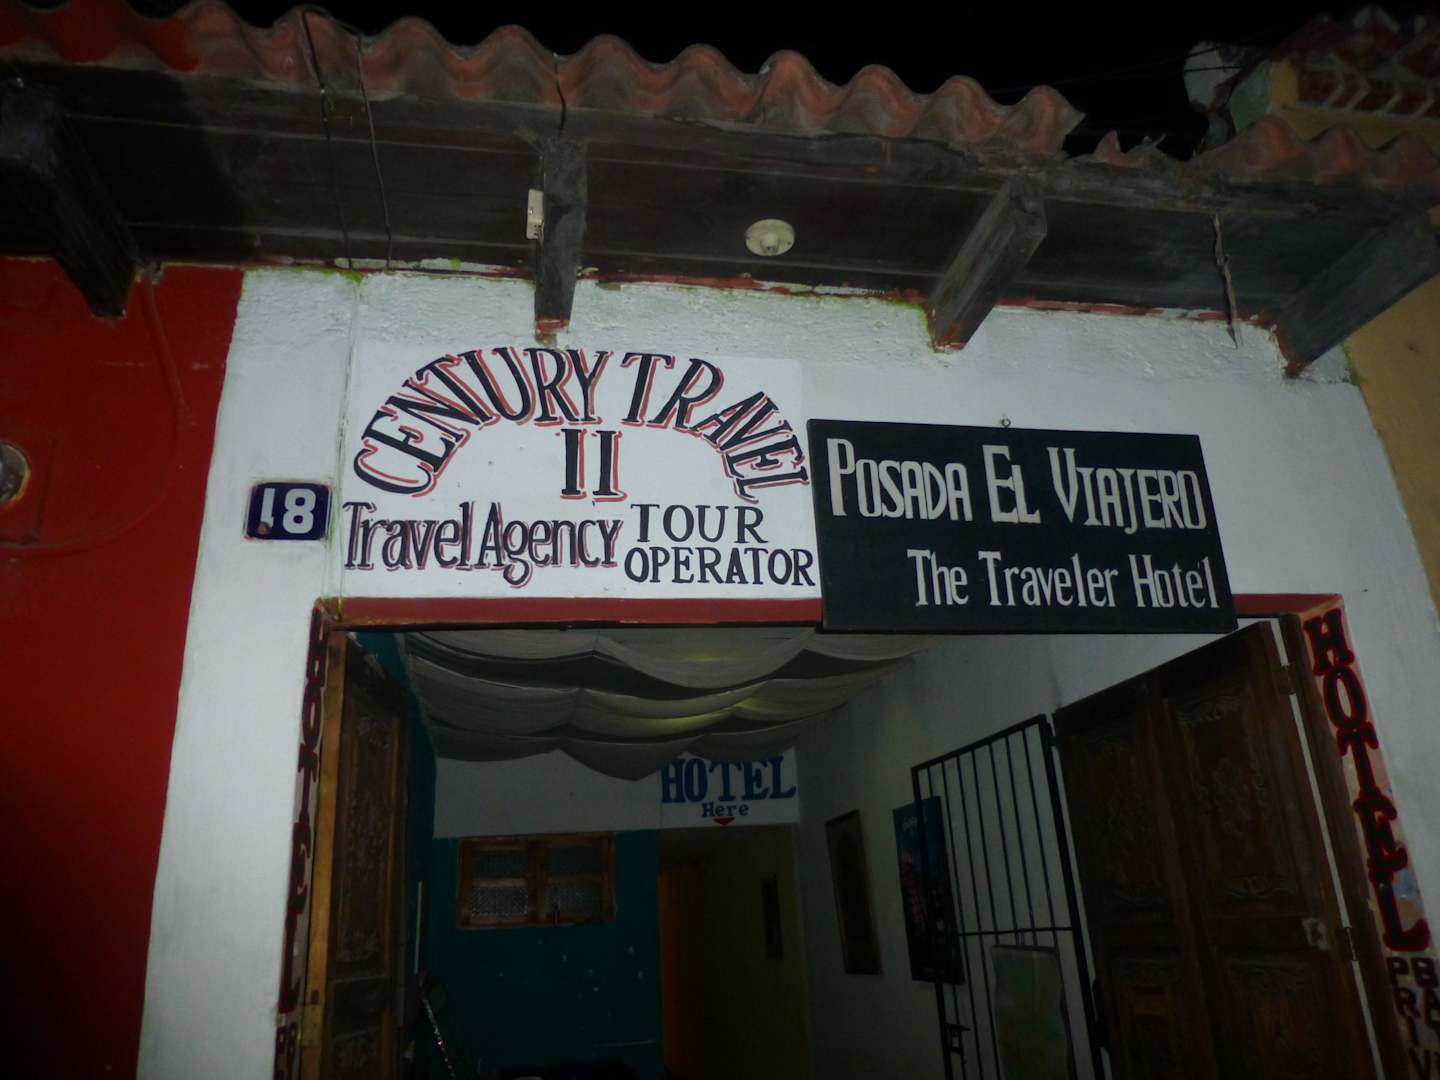 CENTURY TRAVEL
II
Travel Agency
TOUR
OPERATOR
18
POSADA EL VIAJERO
The Traveler Hotel
HOTEL
Here
HOTEL
HOTEL